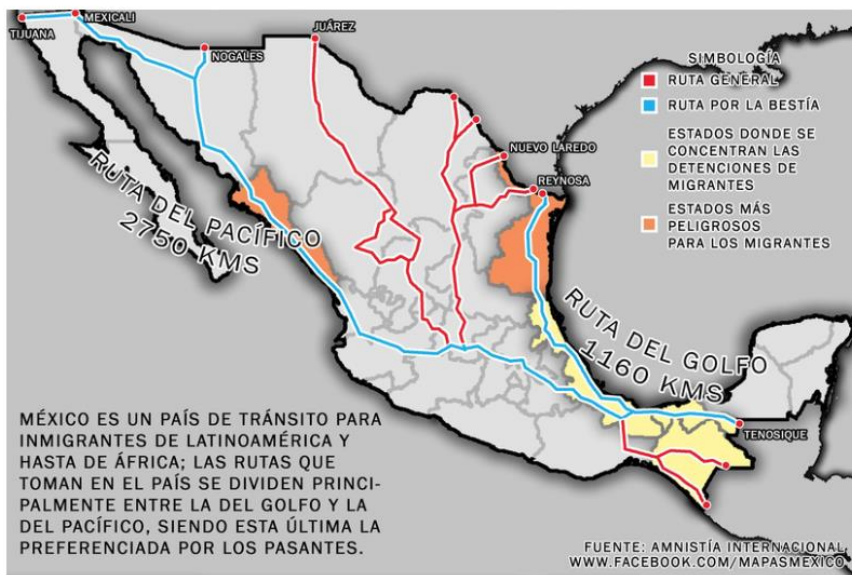 TIJUANA
MEXICALI
NOGALES
JUÁREZ
NUEVO LAREDO
REYNOSA
TENOSIQUE
SIMBOLOGÍA
RUTA GENERAL
RUTA POR LA BESTÍA
ESTADOS DONDE SE
CONCENTRAN LAS
DETENCIONES DE
MIGRANTES
ESTADOS MÁS
PELIGROSOS
PARA LOS MIGRANTES
RUTA DEL PACÍFICO
2750 KMS
RUTA DEL GOLFO
1160 KMS
MÉXICO ES UN PAÍS DE TRÁNSITO PARA
INMIGRANTES DE LATINOAMÉRICA Y
HASTA DE ÁFRICA; LAS RUTAS QUE
TOMAN EN EL PAÍS SE DIVIDEN PRINCI-
PALMENTE ENTRE LA DEL GOLFO Y LA
DEL PACÍFICO, SIENDO ESTA ÚLTIMA LA
PREFERENCIADA POR LOS PASANTES.
FUENTE: AMNISTÍA INTERNACIONAL
WWW.FACEBOOK.COM/MAPASMEXICO